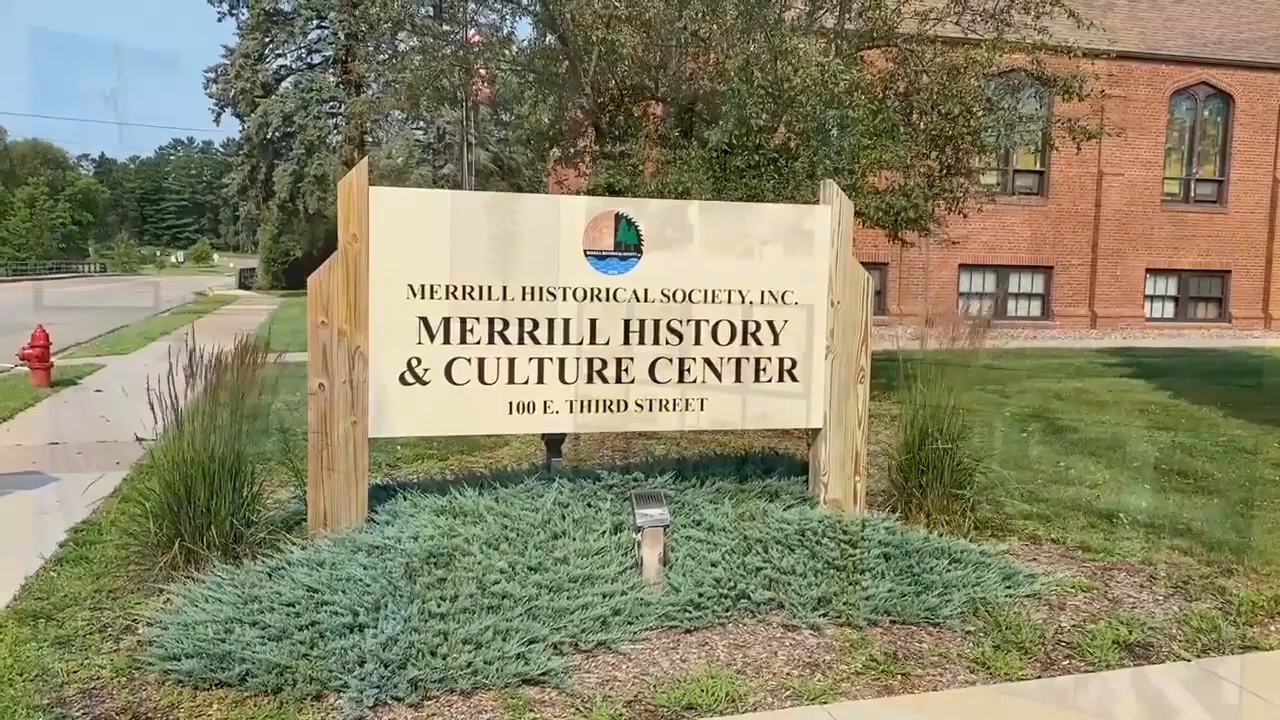 MERRILL HISTORICAL SOCIETY, INC.
MERRILL HISTORY
& CULTURE CENTER
100 E. THIRD STREET